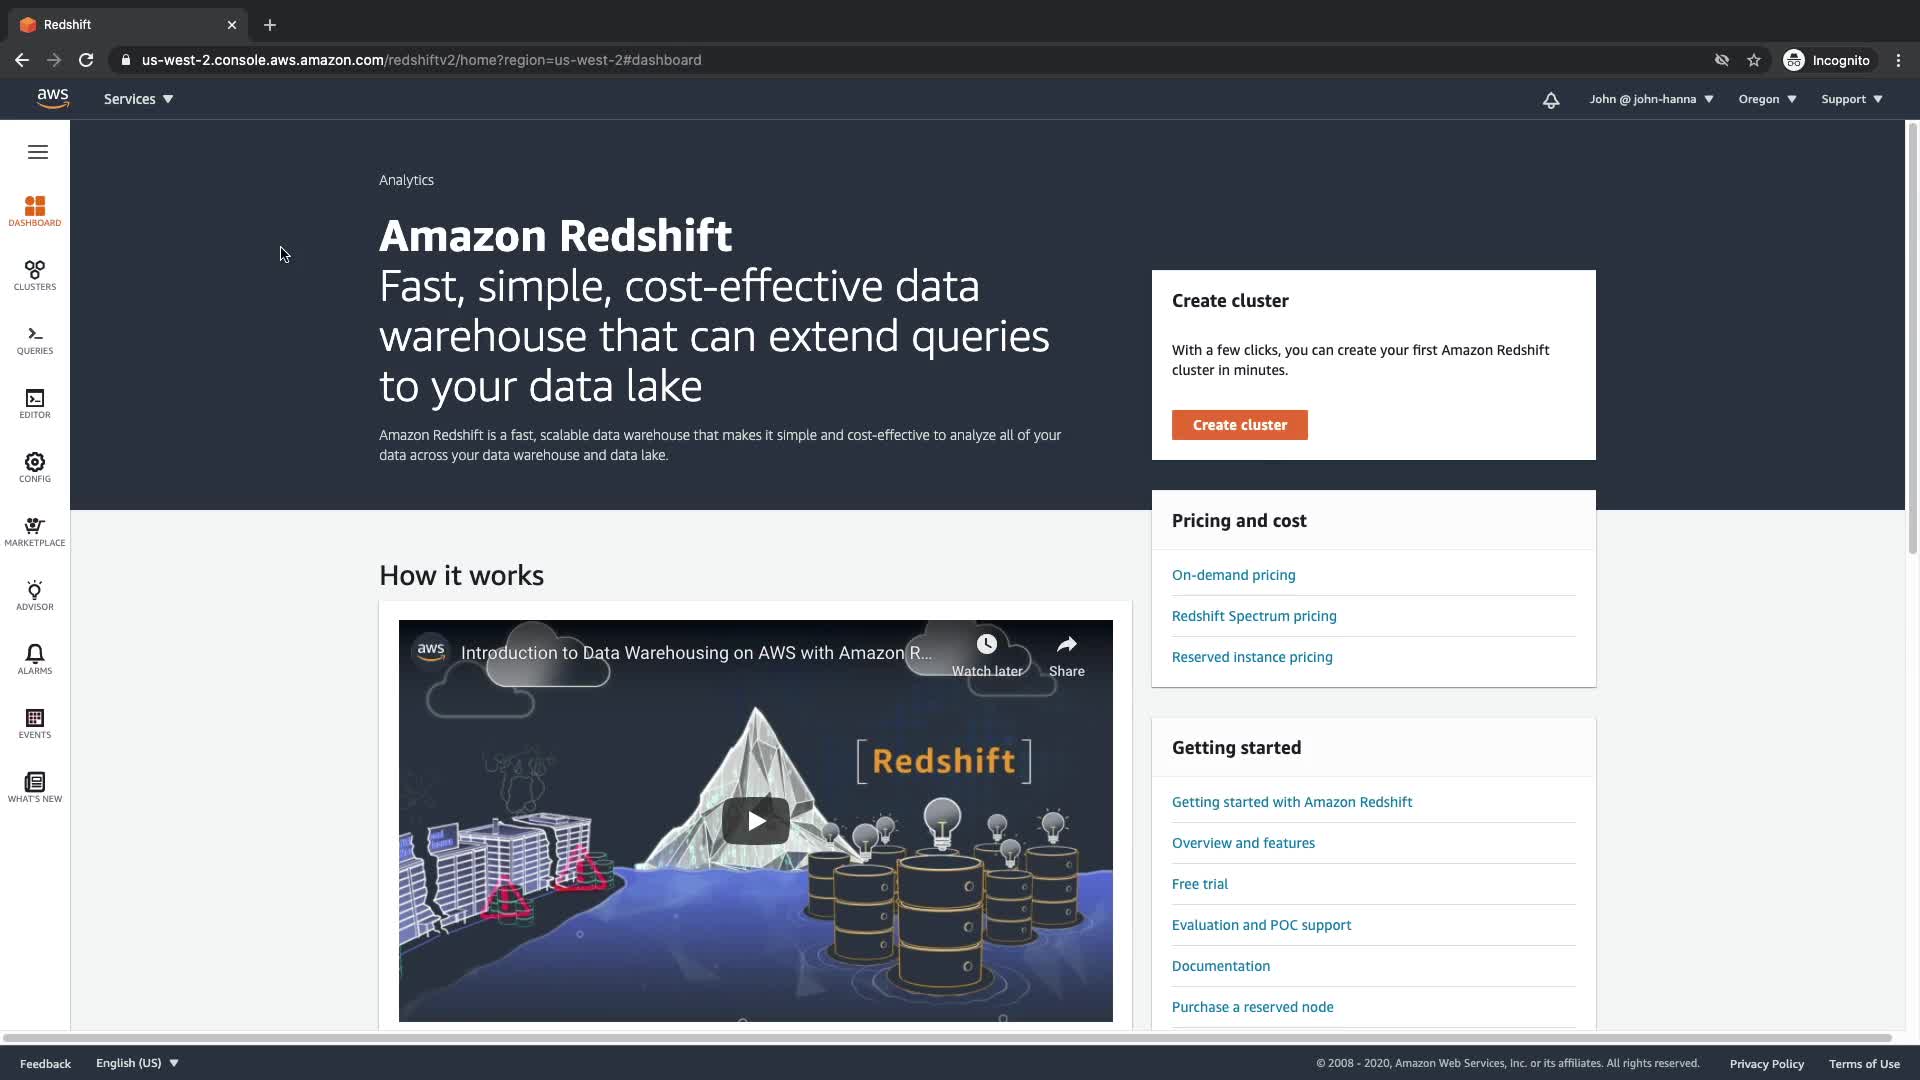 Redshift
us-west-2.console.aws.amazon.com/redshiftv2/home?region=us-west-2#dashboard
Incognito
aws
Services
John @ john-hanna
Oregon
Support
DASHBOARD
CLUSTERS
QUERIES
EDITOR
CONFIG
MARKETPLACE
ADVISOR
ALARMS
EVENTS
WHAT'S NEW
Analytics
Amazon Redshift
Fast, simple, cost-effective data
warehouse that can extend queries
to your data lake
Amazon Redshift is a fast, scalable data warehouse that makes it simple and cost-effective to analyze all of your
data across your data warehouse and data lake.
Create cluster
With a few clicks, you can create your first Amazon Redshift
cluster in minutes.
Create cluster
Pricing and cost
On-demand pricing
Redshift Spectrum pricing
Reserved instance pricing
How it works
aws
Introduction to Data Warehousing on AWS with Amazon R...
Watch later
Share
[Redshift]
Getting started
Getting started with Amazon Redshift
Overview and features
Free trial
Evaluation and POC support
Documentation
Purchase a reserved node
Feedback
English (US)
© 2008 - 2020, Amazon Web Services, Inc. or its affiliates. All rights reserved.
Privacy Policy
Terms of Use